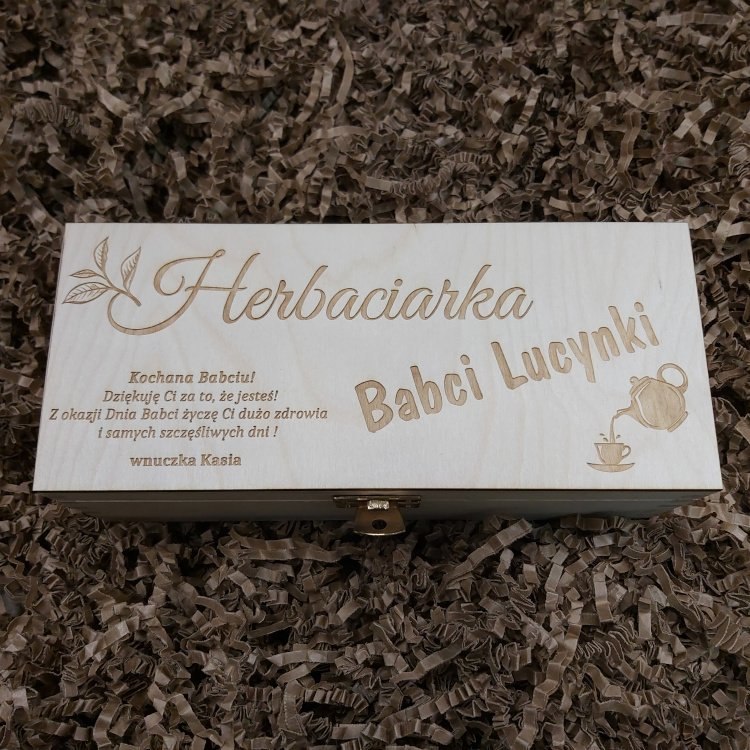 Herbaciarka
Babci Lucynki
Kochana Babciu!
Dziękuję Ci za to, że jesteś!
Z okazji Dnia Babci życzę Ci dużo zdrowia
i samych szczęśliwych dni !
wnuczka Kasia